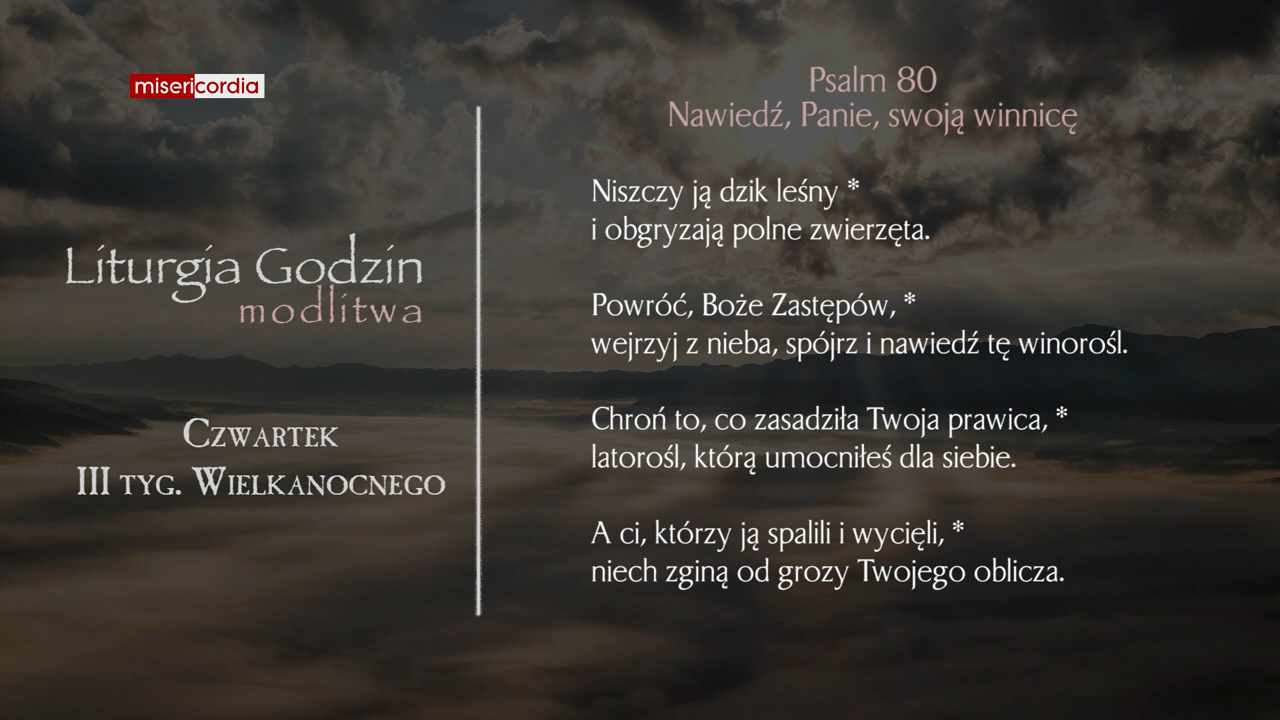 misericordia
Liturgia Godzin
modlitwa
Czwartek
III tyg. Wielkanocnego
Psalm 80
Nawiedź, Panie, swoją winnicę
Niszczy ją dzik leśny *
i obgryzają polne zwierzęta.
Powróć, Boże Zastępów, *
wejrzyj z nieba, spójrz i nawiedź tę winorośl.
Chroń to, co zasadziła Twoja prawica, *
latorośl, którą umocniłeś dla siebie.
A ci, którzy ją spalili i wycięli, *
niech zginą od grozy Twojego oblicza.